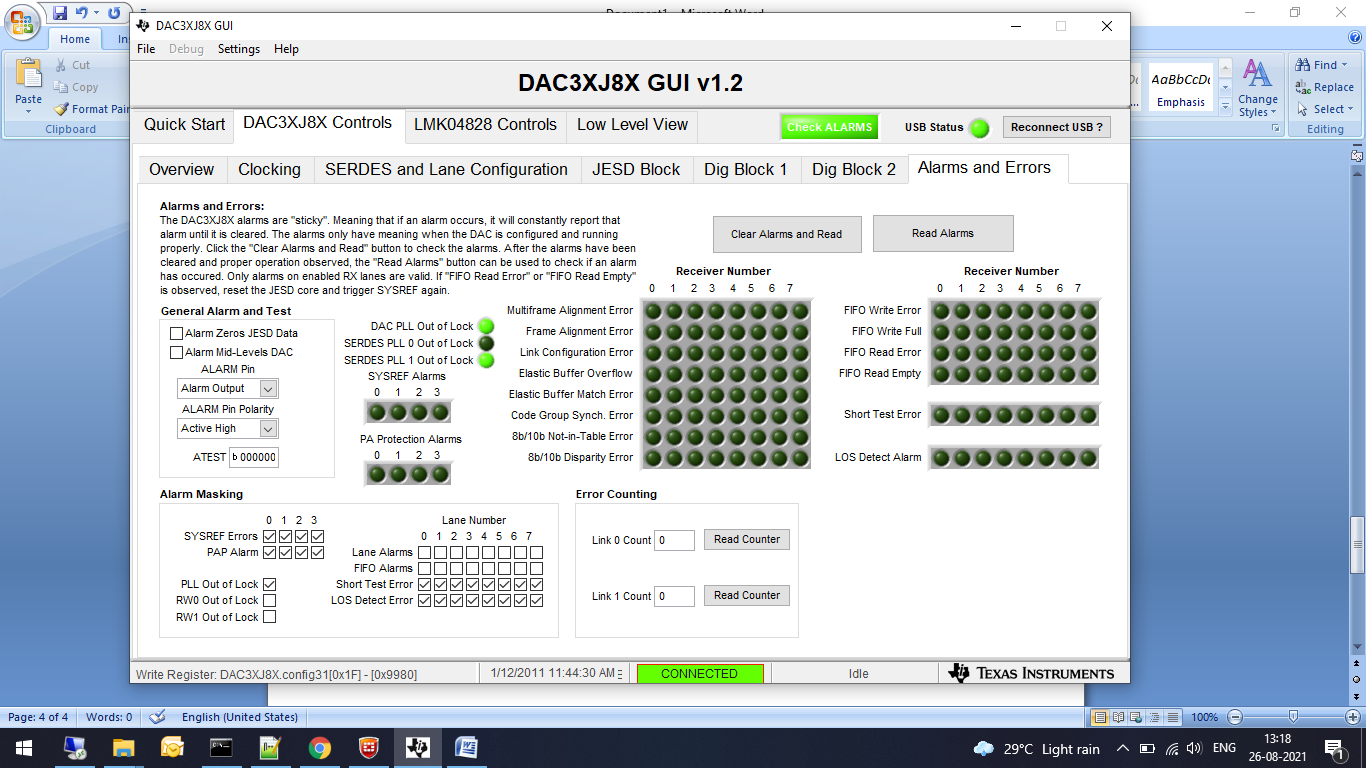 Document1 - Microsoft Word
Home
Paste
Cut
Copy
Format Pain
Clipboard
AaBbCcDc
Emphasis
Change
Styles
Find
Replace
Select
Editing
DAC3XJ8X GUI
File Debug Settings Help
DAC3XJ8X GUI v1.2
Quick Start DAC3XJ8X Controls LMK04828 Controls Low Level View Check ALARMS USB Status Reconnect USB ?
Overview Clocking SERDES and Lane Configuration JESD Block Dig Block 1 Dig Block 2 Alarms and Errors
Alarms and Errors:
The DAC3XJ8X alarms are "sticky". Meaning that if an alarm occurs, it will constantly report that
alarm until it is cleared. The alarms only have meaning when the DAC is configured and running
properly. Click the "Clear Alarms and Read" button to check the alarms. After the alarms have been
cleared and proper operation observed, the "Read Alarms" button can be used to check if an alarm
has occured. Only alarms on enabled RX lanes are valid. If "FIFO Read Error" or "FIFO Read Empty"
is observed, reset the JESD core and trigger SYSREF again.
Clear Alarms and Read Read Alarms
General Alarm and Test
Alarm Zeros JESD Data
Alarm Mid-Levels DAC
ALARM Pin
Alarm Output
ALARM Pin Polarity
Active High
ATEST b 000000
DAC PLL Out of Lock
SERDES PLL 0 Out of Lock
SERDES PLL 1 Out of Lock
SYSREF Alarms
0 1 2 3
PA Protection Alarms
0 1 2 3
Receiver Number
0 1 2 3 4 5 6 7
Multiframe Alignment Error
Frame Alignment Error
Link Configuration Error
Elastic Buffer Overflow
Elastic Buffer Match Error
Code Group Synch. Error
8b/10b Not-in-Table Error
8b/10b Disparity Error
Receiver Number
0 1 2 3 4 5 6 7
FIFO Write Error
FIFO Write Full
FIFO Read Error
FIFO Read Empty
Short Test Error
LOS Detect Alarm
Alarm Masking
0 1 2 3
SYSREF Errors
PAP Alarm
PLL Out of Lock
RW0 Out of Lock
RW1 Out of Lock
Lane Number
0 1 2 3 4 5 6 7
Lane Alarms
FIFO Alarms
Short Test Error
LOS Detect Error
Error Counting
Link 0 Count 0 Read Counter
Link 1 Count 0 Read Counter
Write Register: DAC3XJ8X.config31[0x1F] - [0x9980] 1/12/2011 11:44:30 AM CONNECTED Idle TEXAS INSTRUMENTS
Page: 4 of 4 Words: 0 English (United States) 100%
29°C Light rain ENG 13:18
26-08-2021
1